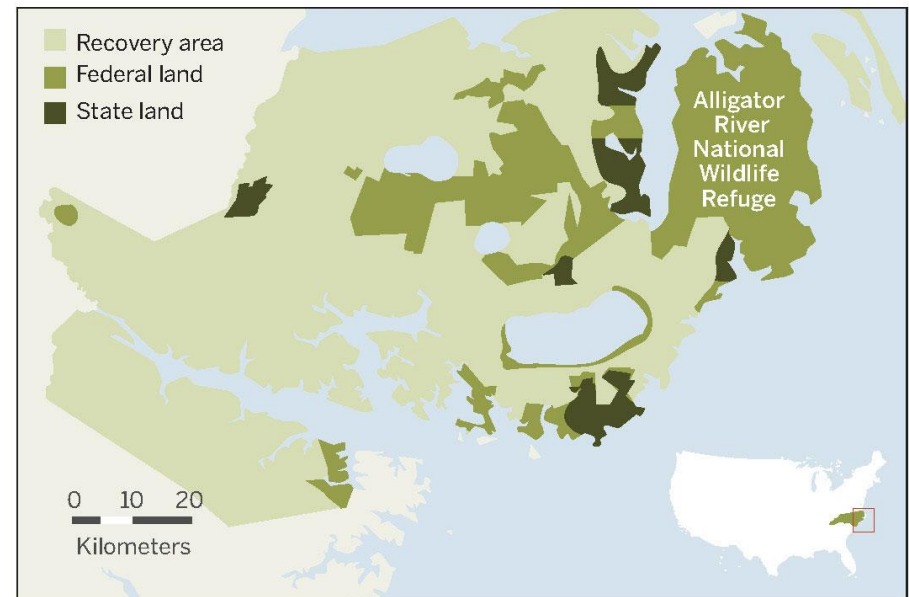 Recovery area
Federal land
State land
Alligator
River
National
Wildlife
Refuge
0 10 20
Kilometers